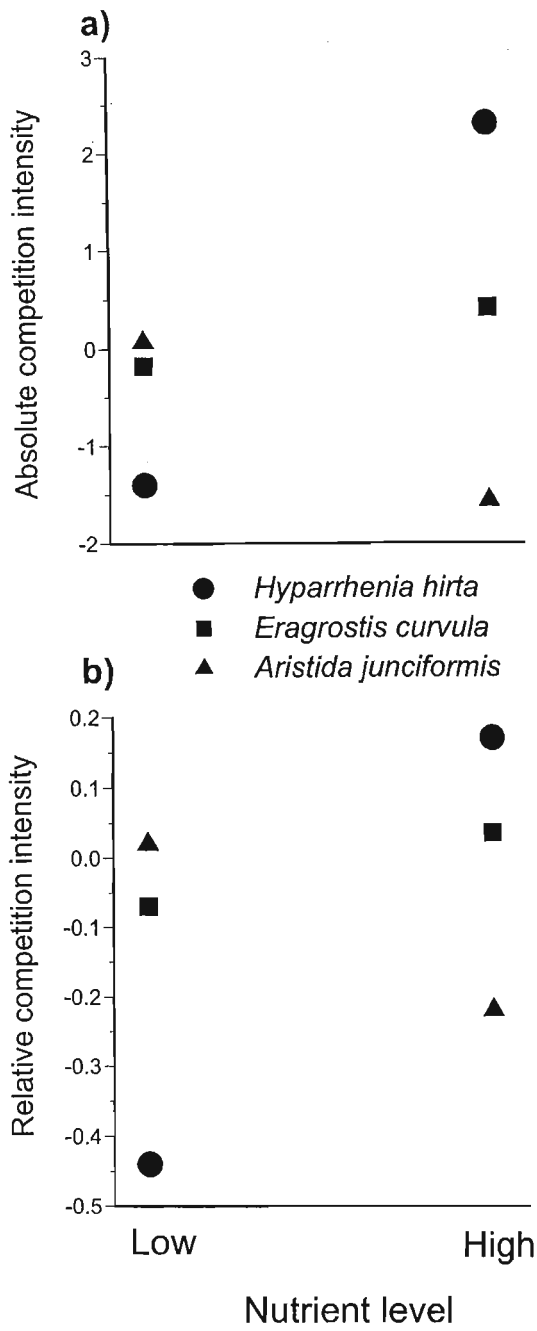 a)
Absolute competition intensity
3
2
1
0
-1
-2
Hyparrhenia hirta
Eragrostis curvula
Aristida junciformis
b)
Relative competition intensity
0.2
0.1
0.0
-0.1
-0.2
-0.3
-0.4
-0.5
Low High
Nutrient level